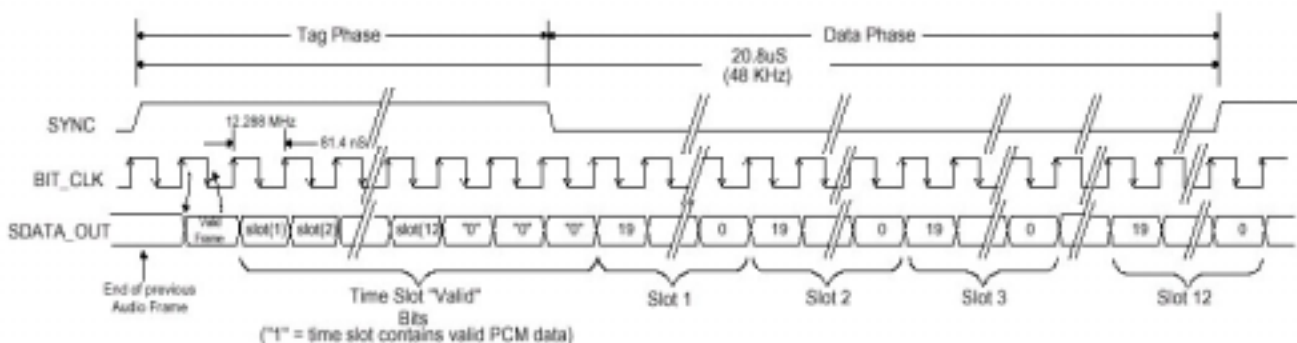 Tag Phase
Data Phase
20.8uS
(48 KHz)
SYNC
12.288 MHz
81.4 nS
BIT_CLK
SDATA_OUT
Valid
Frame
slot(1)
slot(2)
slot(12
"0"
"0"
"0"
19
0
19
0
19
0
19
0
End of previous
Audio Frame
Time Slot "Valid"
Bits
("1" = time slot contains valid PCM data)
Slot 1
Slot 2
Slot 3
Slot 12